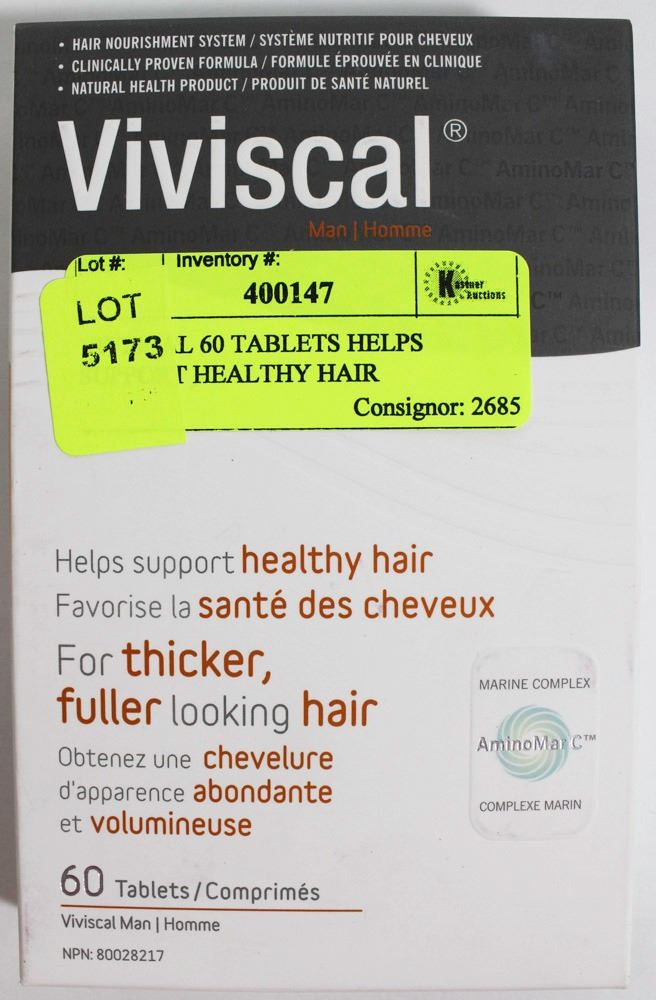 • HAIR NOURISHMENT SYSTEM / SYSTÈME NUTRITIF POUR CHEVEUX
• CLINICALLY PROVEN FORMULA / FORMULE ÉPROUVÉE EN CLINIQUE
• NATURAL HEALTH PRODUCT / PRODUIT DE SANTÉ NATUREL
Viviscal®
Man | Homme
Lot #: Inventory #:
400147
Kastner Auctions
LOT
5173
L 60 TABLETS HELPS
T HEALTHY HAIR
Consignor: 2685
Helps support healthy hair
Favorise la santé des cheveux
For thicker,
fuller looking hair
Obtenez une chevelure
d'apparence abondante
et volumineuse
MARINE COMPLEX
AminoMar C™
COMPLEXE MARIN
60 Tablets/Comprimés
Viviscal Man | Homme
NPN: 80028217